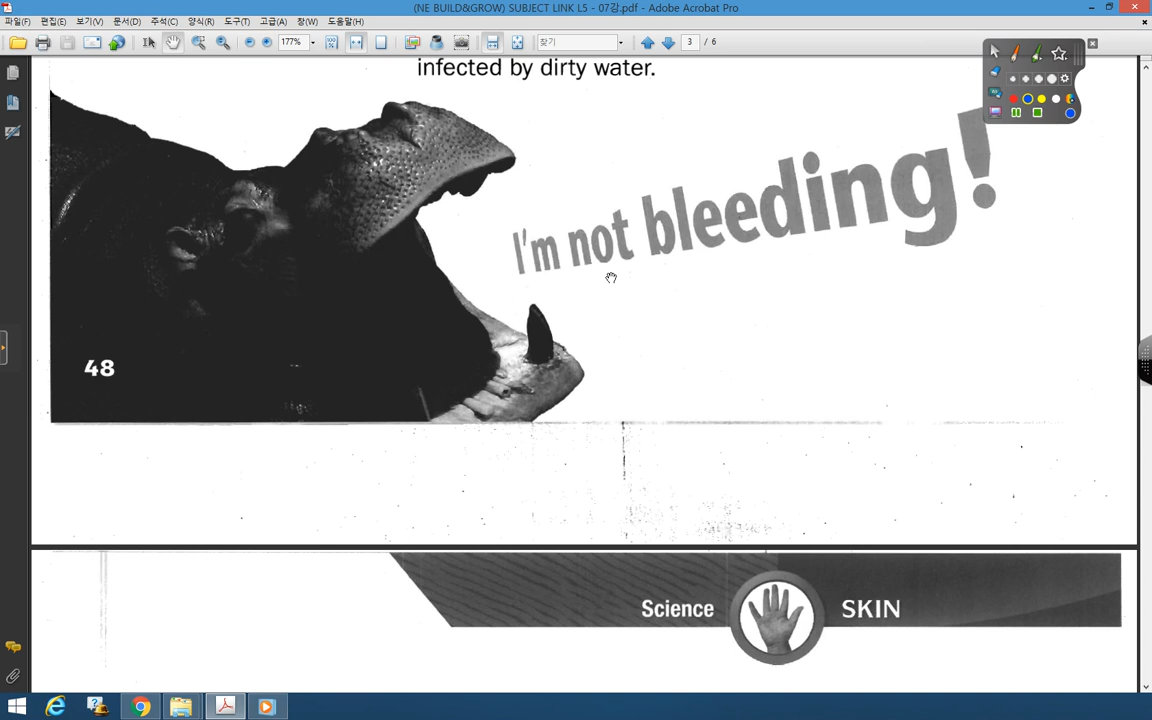 (NE BUILD&GROW) SUBJECT LINK L5 - 07강.pdf - Adobe Acrobat Pro
파일(F) 편집(E) 보기(V) 문서(D) 주석(C) 양식(R) 도구(T) 고급(A) 창(W) 도움말(H)
177% 찾기 3 / 6
infected by dirty water.
I'm not bleeding!
48
Science SKIN